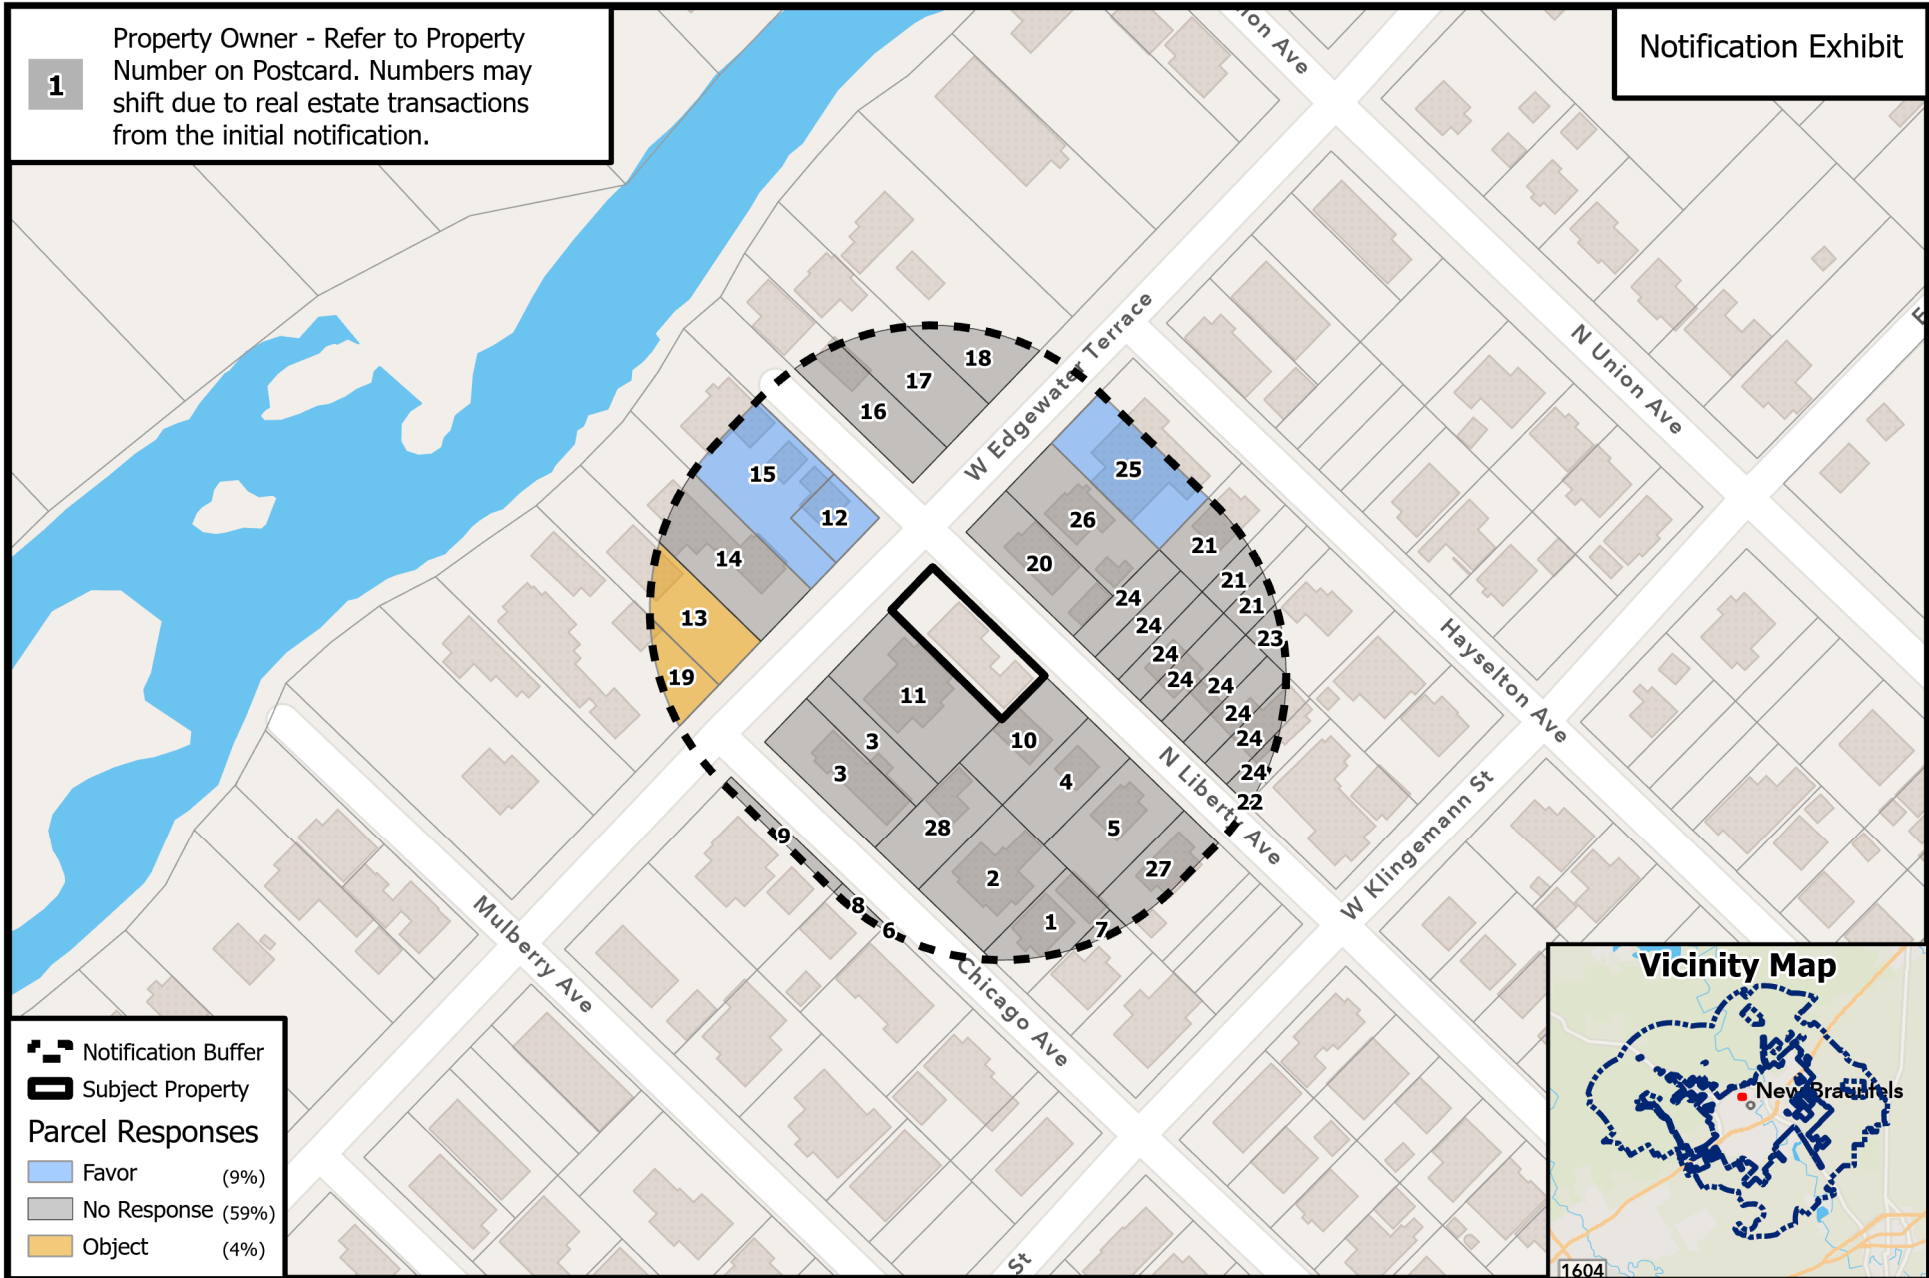 1
Property Owner - Refer to Property
Number on Postcard. Numbers may
shift due to real estate transactions
from the initial notification.
Notification Exhibit
Ave
W Edgewater Terrace
N Union Ave
18
17
16
15
12
25
26
21
14
20
21
24
21
13
24
23
24
19
24
24
11
24
3
10
24
3
4
24
22
28
5
9
2
27
8
1
6
7
N Liberty Ave
Hayselton Ave
W Klingemann St
Mulberry Ave
Chicago Ave
St
Notification Buffer
Subject Property
Parcel Responses
Favor (9%)
No Response (59%)
Object (4%)
Vicinity Map
New Braunfels
1604